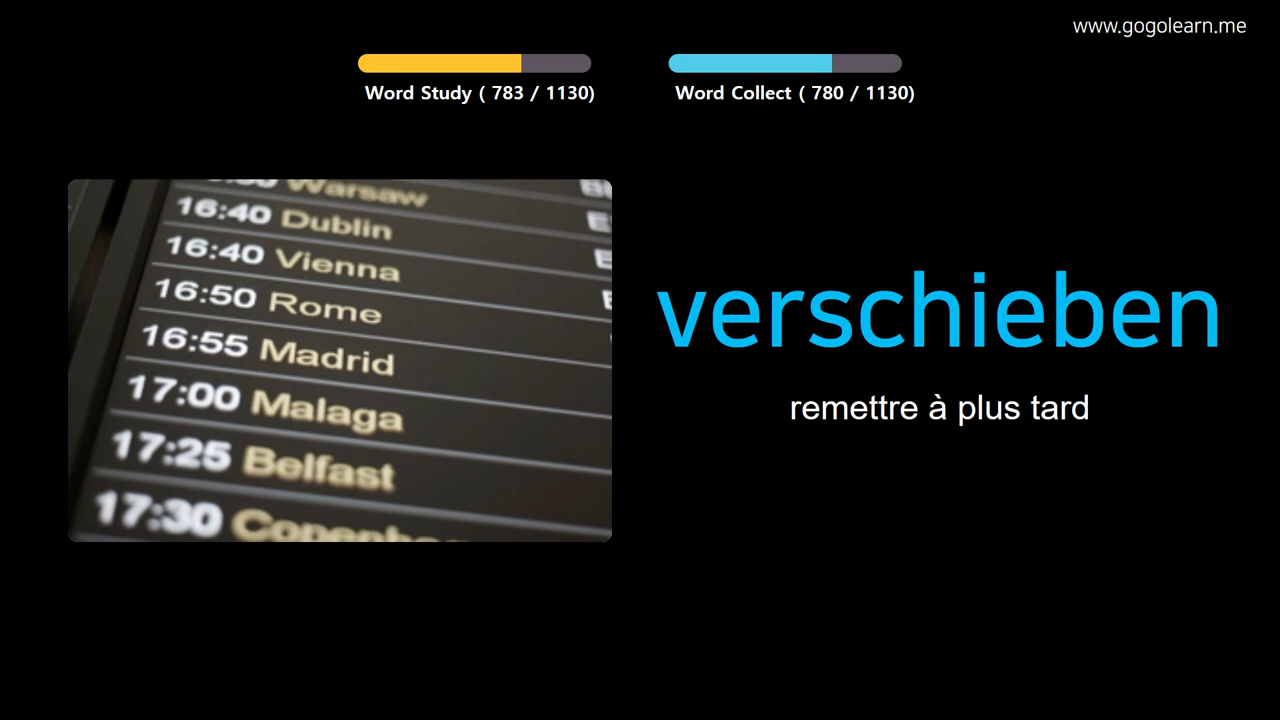 www.gogolearn.me
Word Study ( 783 / 1130)
Word Collect ( 780 / 1130)
Warsaw
16:40 Dublin
16:40 Vienna
16:50 Rome
16:55 Madrid
17:00 Malaga
17:25 Belfast
17:30
verschieben
remettre à plus tard